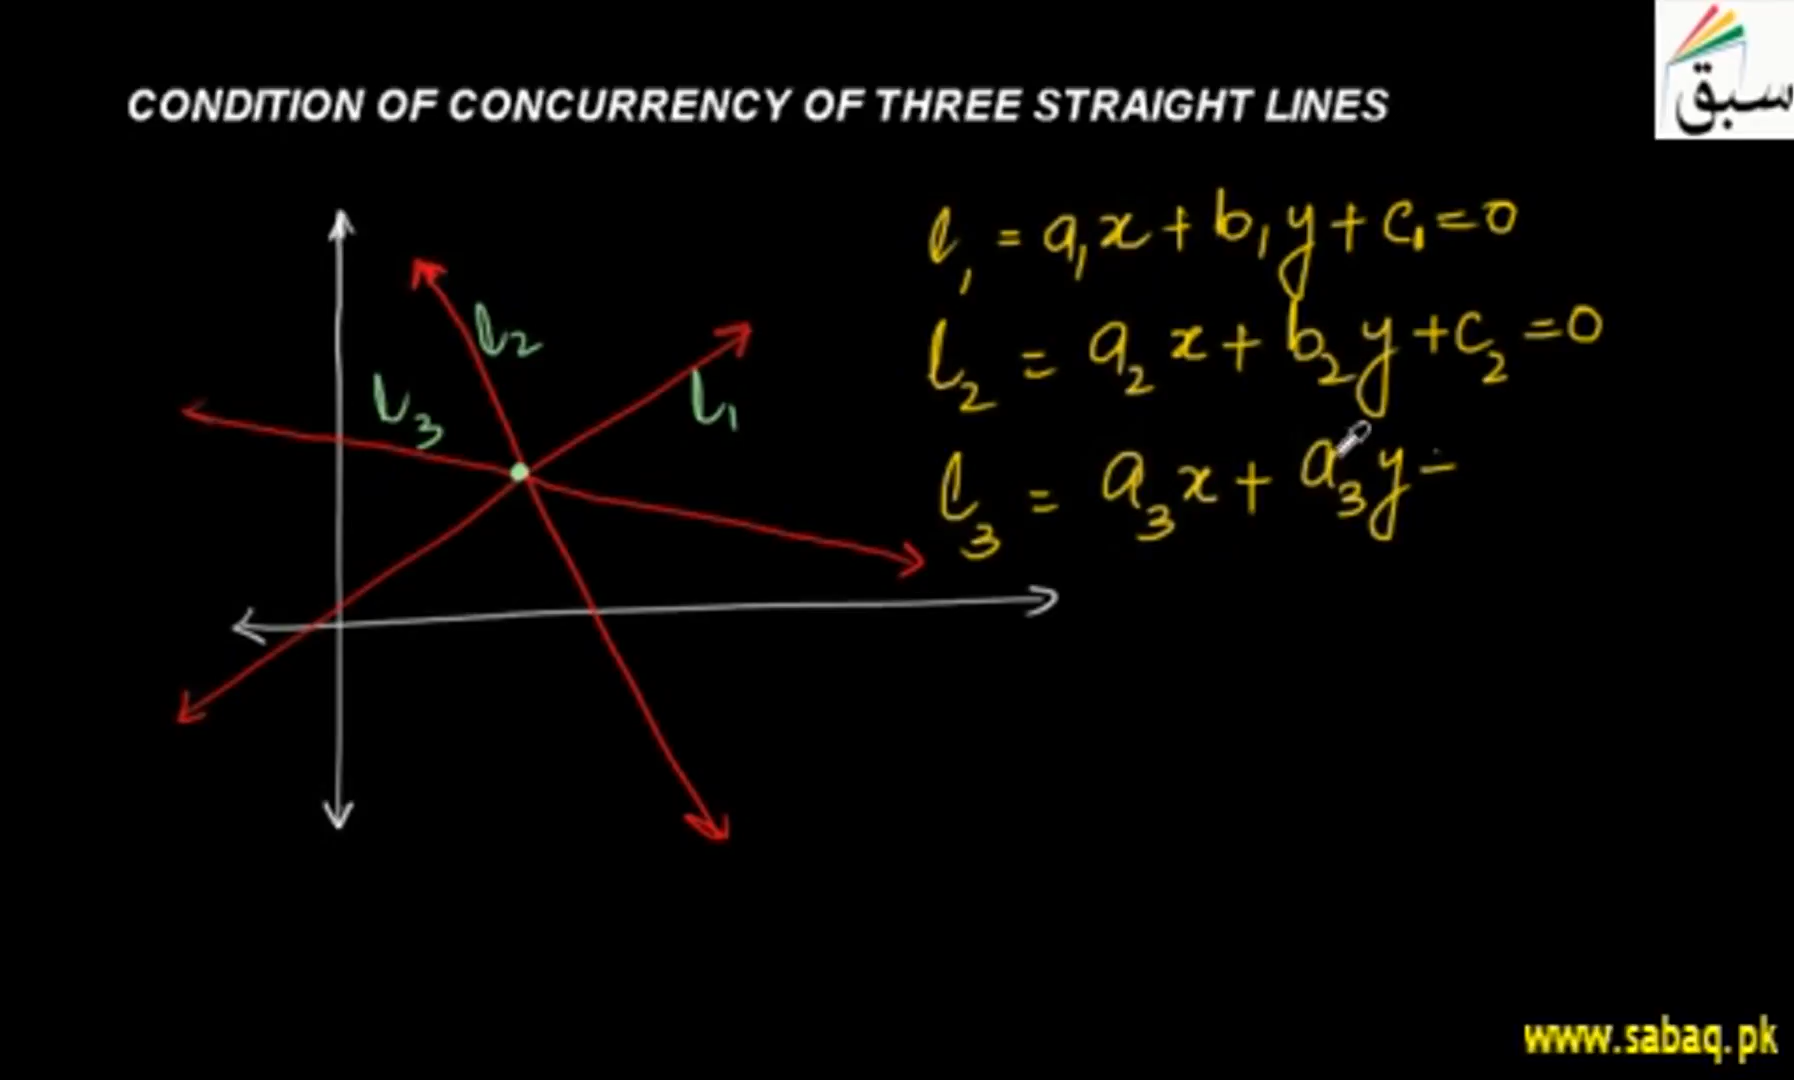 سبق
CONDITION OF CONCURRENCY OF THREE STRAIGHT LINES
l₁ = a₁x + b₁y + c₁ = 0
l₂ = a₂x + b₂y + c₂ = 0
l₃ = a₃x + a₃y -
l₂
l₃
l₁
www.sabaq.pk